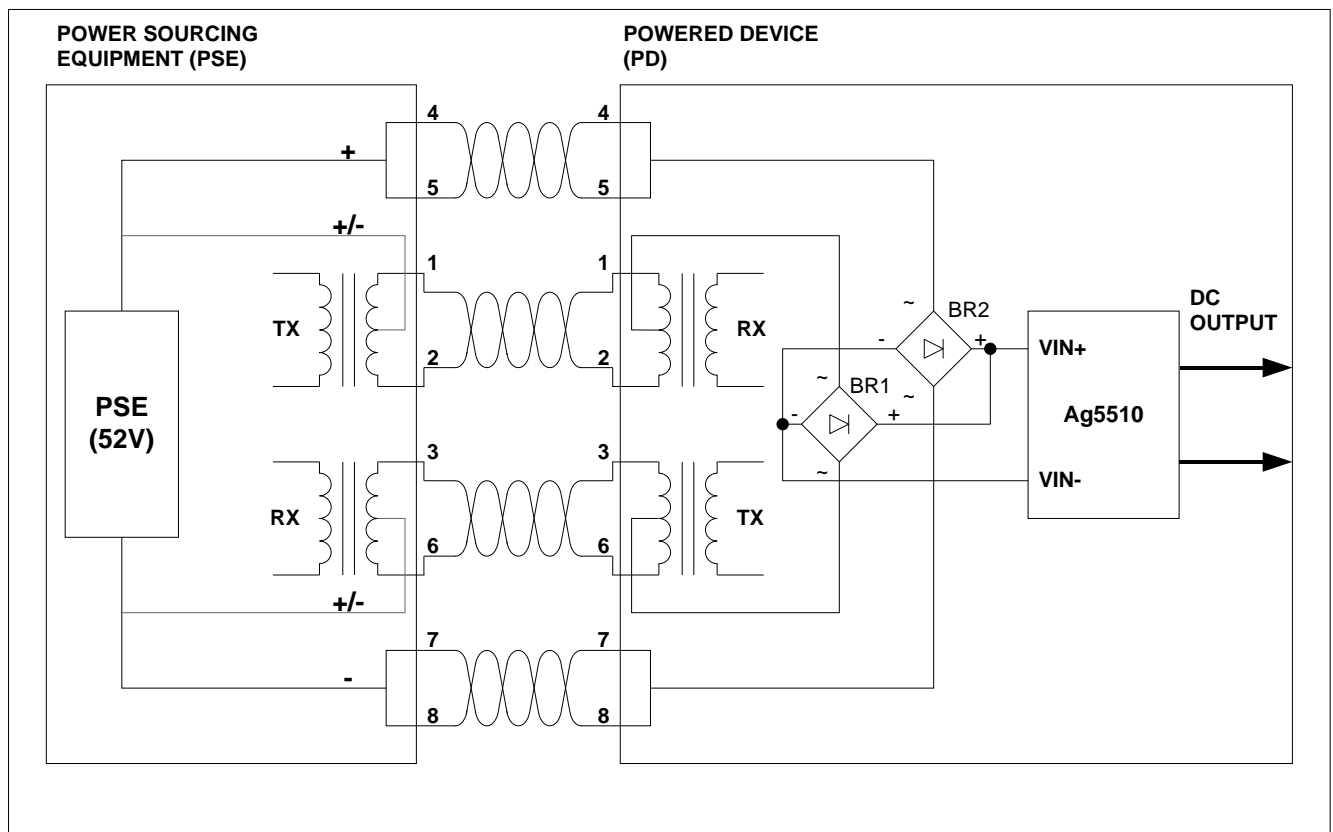 POWER SOURCING
EQUIPMENT (PSE)
POWERED DEVICE
(PD)
4
4
+
5
5
+/-
1
1
DC
OUTPUT
~
BR2
TX
RX
-
+
VIN+
2
2
~
BR1
~
PSE
(52V)
-
+
Ag5510
3
3
~
VIN-
RX
TX
6
6
+/-
7
7
-
8
8